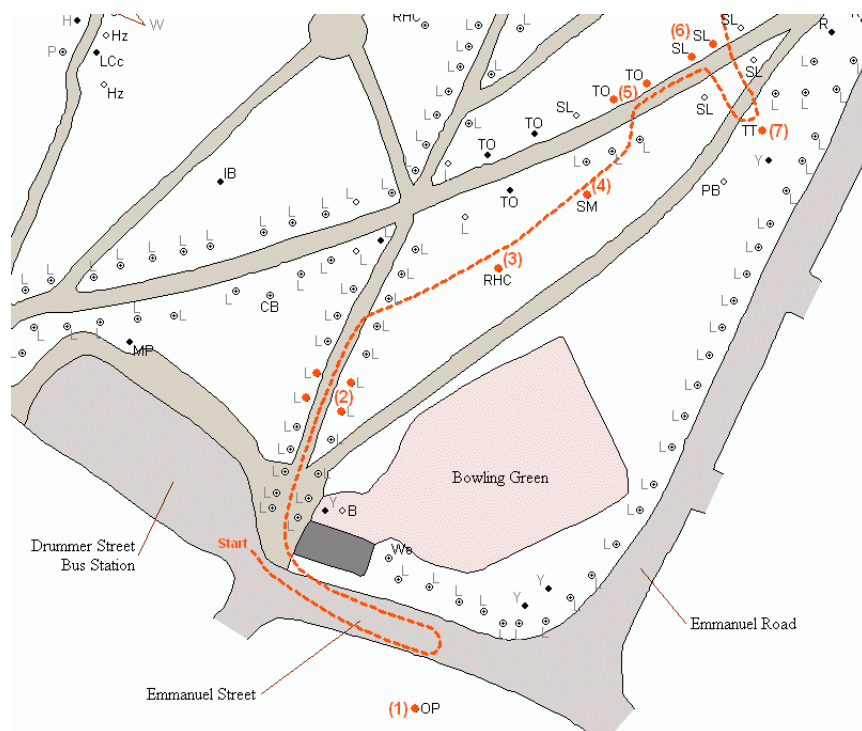 H
Hz
P
LCc
Hz
W
RHC
SL
(6)
SL
SL
R
SL
TO
TO
(5)
SL
SL
TT
(7)
TO
TO
IB
L
L
L
L
TO
(4)
SM
Y
PB
L
L
L
L
L
L
L
L
(3)
RHC
CB
L
L
L
L
L
MP
L
L
L
L
(2)
L
L
L
L
L
L
L
L
L
L
L
L
L
Bowling Green
Y
B
Start
We
Drummer Street
Bus Station
L
L
L
L
Y
Y
L
L
L
Emmanuel Road
Emmanuel Street
(1)
OP